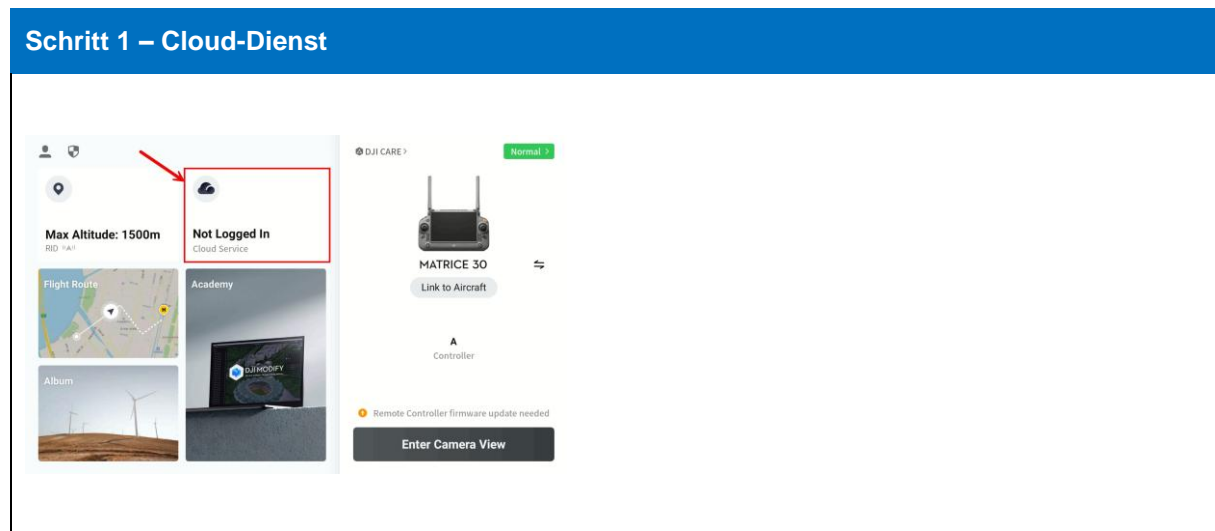 Schritt 1 – Cloud-Dienst
DJI CARE >
Normal >
Max Altitude: 1500m
RID
Not Logged In
Cloud Service
MATRICE 30
Link to Aircraft
Flight Route
Academy
DJI MODIFY
A
Controller
Album
Remote Controller firmware update needed
Enter Camera View